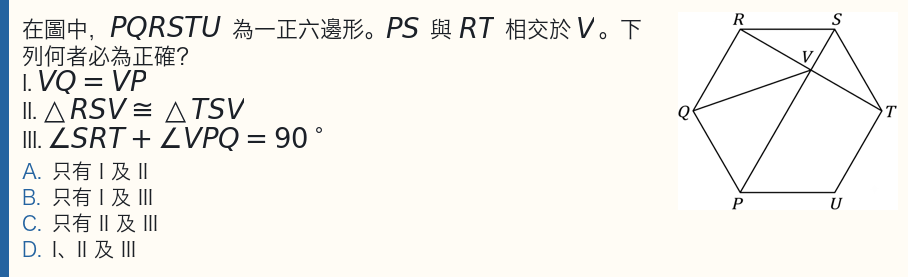 在圖中，PQRSTU 為一正六邊形。PS 與 RT 相交於 V。下
列何者必為正確?
I. VQ = VP
II. △RSV ≅ △TSV
III. ∠SRT + ∠VPQ = 90°
A. 只有 I 及 II
B. 只有 I 及 III
C. 只有 II 及 III
D. I、II 及 III
R S
V
Q T
P U